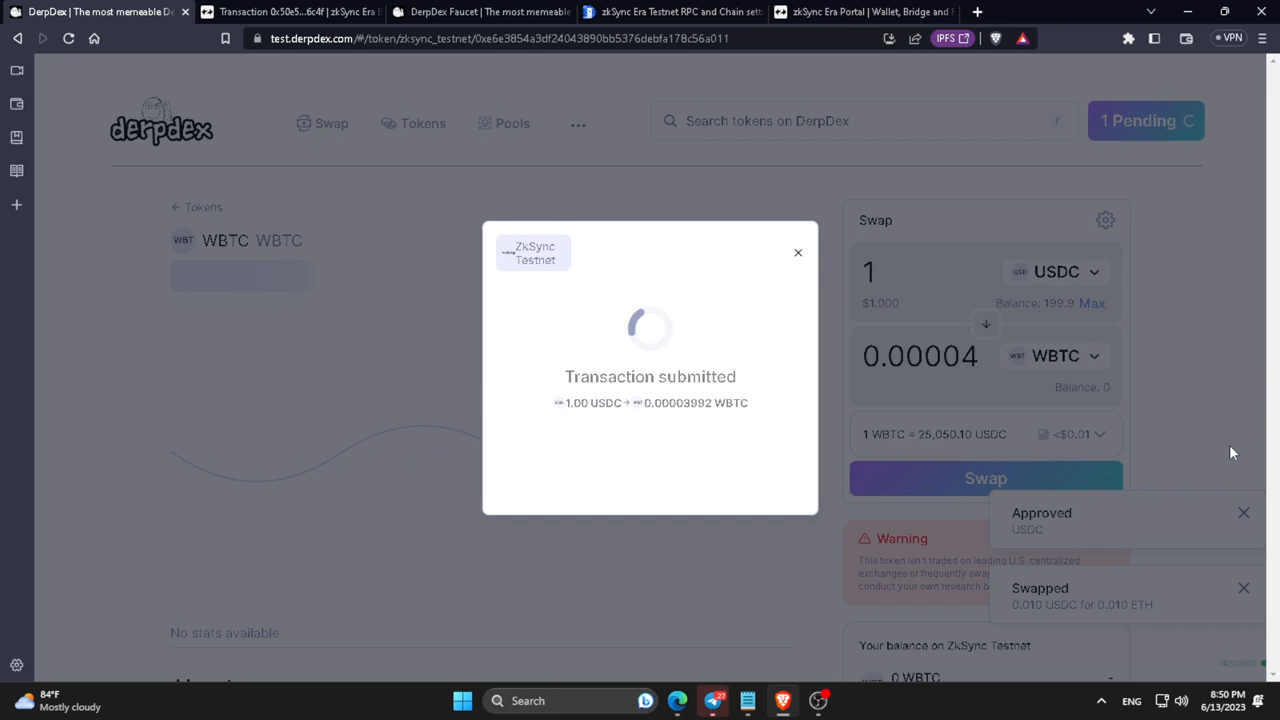 DerpDex | The most memeable De
Transaction 0x50e5...6c4f | zkSync Era E
DerpDex Faucet | The most memeable
zkSync Era Testnet RPC and Chain sett
zkSync Era Portal | Wallet, Bridge and F
test.derpdex.com/#/token/zksync_testnet/0xe6e3854a3df24043890bb5376debfa178c56a011
IPFS
VPN
derpdex
Swap
Tokens
Pools
...
Search tokens on DerpDex
/
1 Pending
← Tokens
WBT
WBTC WBTC
Swap
1
USD
USDC
$1.000
Balance: 199.9 Max
0.00004
WBT
WBTC
Balance: 0
1 WBTC = 25,050.10 USDC
<$0.01
Swap
ZkSync
Testnet
Transaction submitted
1.00 USDC → 0.00003992 WBTC
Approved
USDC
Swapped
0.010 USDC for 0.010 ETH
Warning
This token isn't traded on leading U.S. centralized
exchanges or frequently swap
conduct your own research b
No stats available
Your balance on ZkSync Testnet
WBT
0 WBTC
-
84°F
Mostly cloudy
Search
27
ENG
8:50 PM
6/13/2023